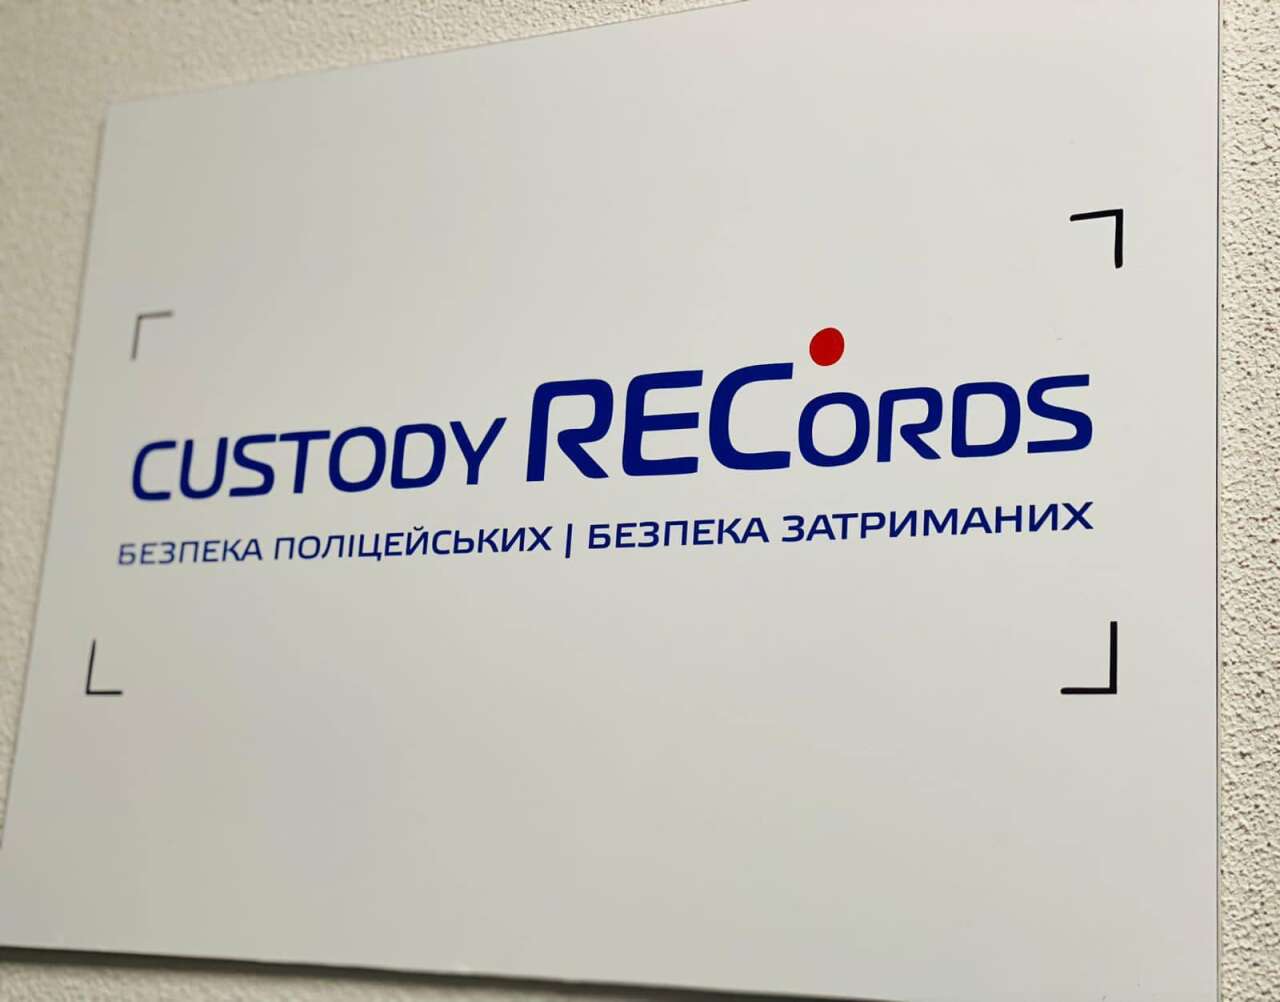 CUSTODY RECORDS
БЕЗПЕКА ПОЛІЦЕЙСЬКИХ | БЕЗПЕКА ЗАТРИМАНИХ